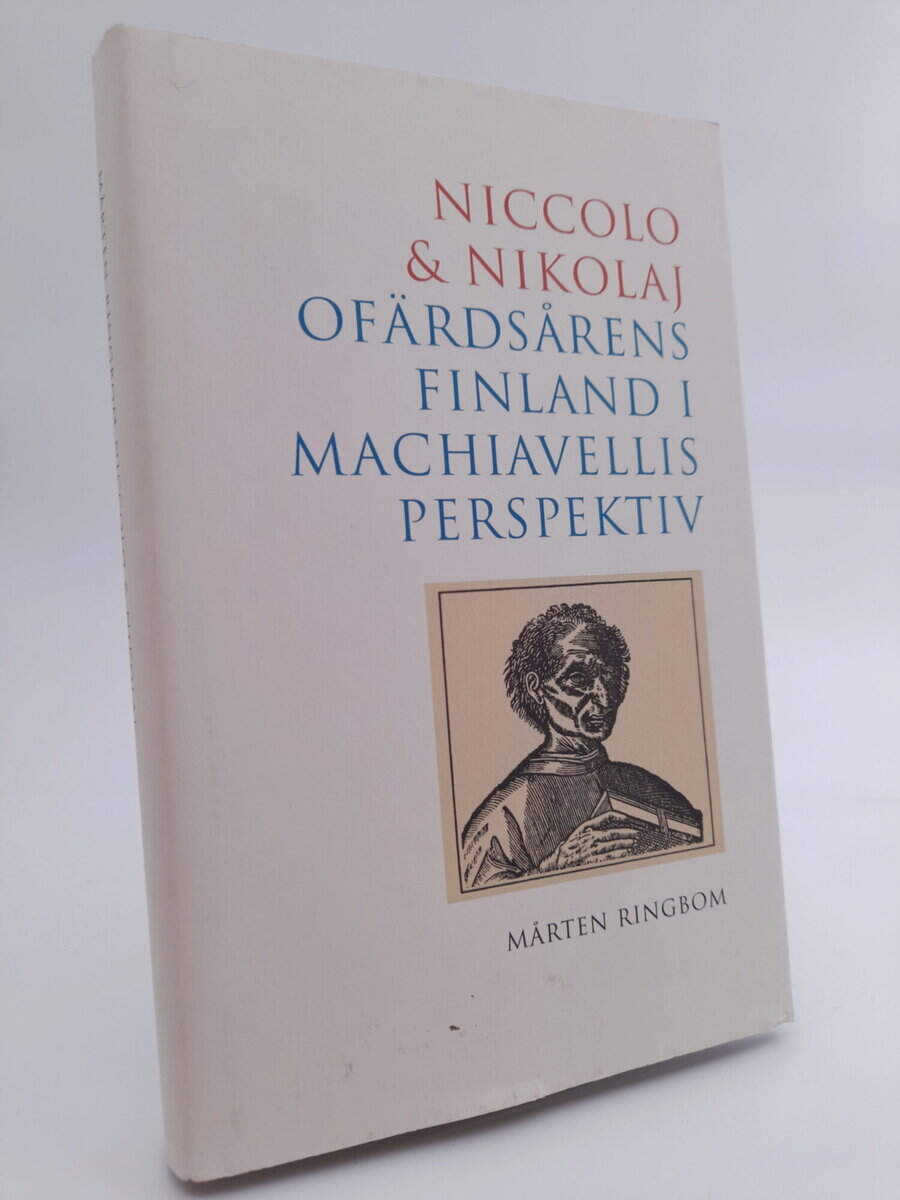 NICCOLO
& NIKOLAJ
OFÄRDSÅRENS
FINLAND I
MACHIAVELLIS
PERSPEKTIV
MÅRTEN RINGBOM